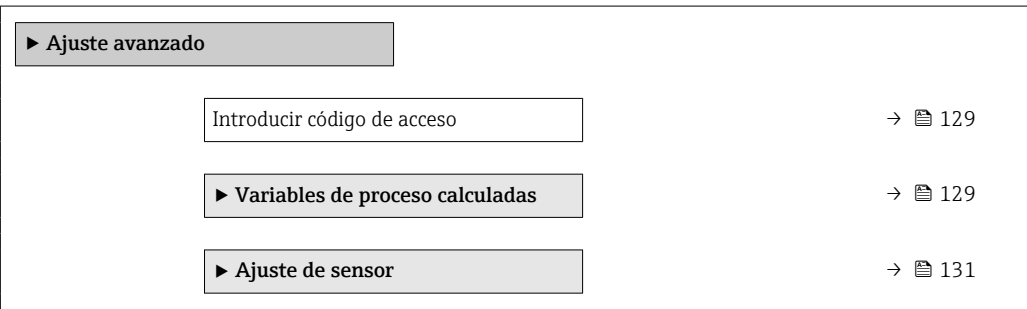 ▶ Ajuste avanzado
Introducir código de acceso → 129
▶ Variables de proceso calculadas → 129
▶ Ajuste de sensor → 131